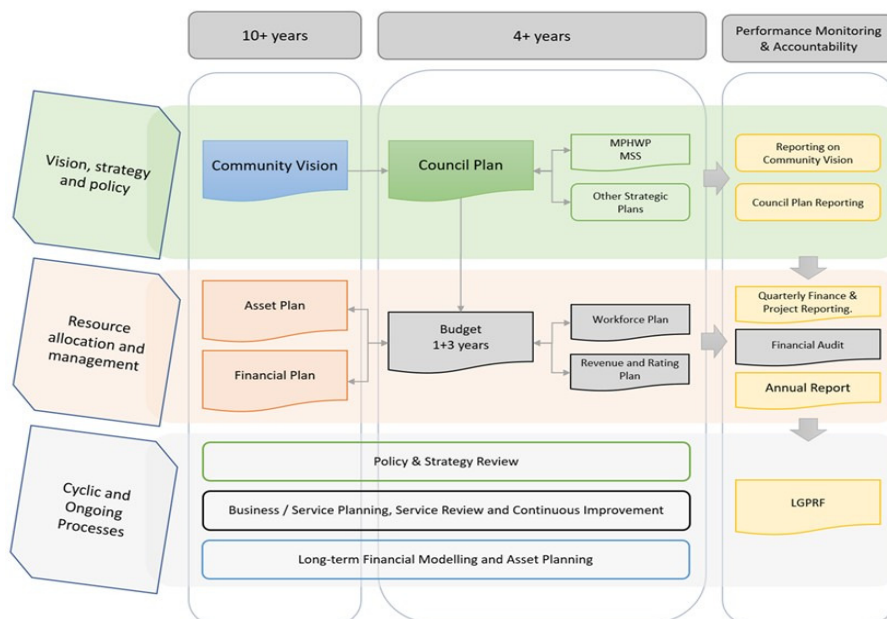 10+ years
4+ years
Performance Monitoring
& Accountability
Vision, strategy
and policy
Community Vision
Council Plan
MPHWP
MSS
Other Strategic
Plans
Reporting on
Community Vision
Council Plan Reporting
Resource
allocation and
management
Asset Plan
Financial Plan
Budget
1+3 years
Workforce Plan
Revenue and Rating
Plan
Quarterly Finance &
Project Reporting.
Financial Audit
Annual Report
Cyclic and
Ongoing
Processes
Policy & Strategy Review
Business / Service Planning, Service Review and Continuous Improvement
Long-term Financial Modelling and Asset Planning
LGPRF